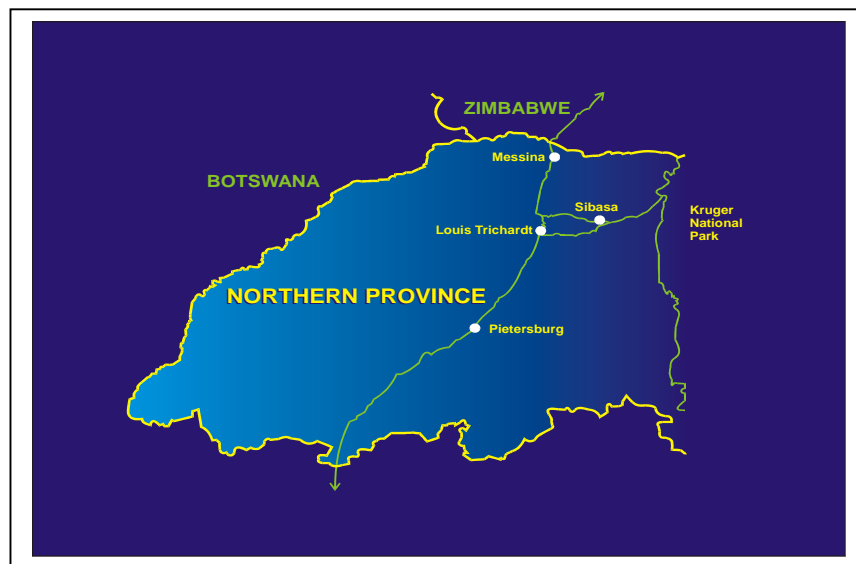 ZIMBABWE
Messina
BOTSWANA
Sibasa
Kruger
National
Park
Louis Trichardt
NORTHERN PROVINCE
Pietersburg